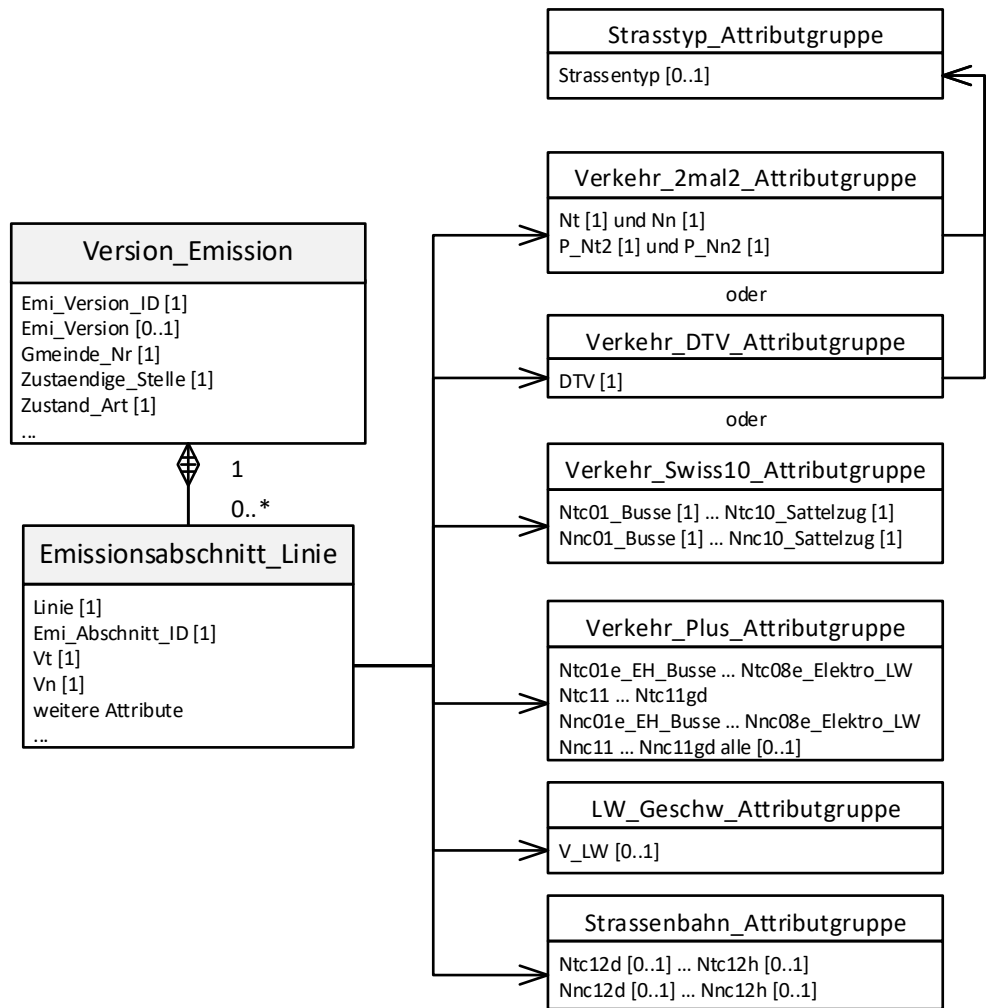 Strasstyp_Attributgruppe
Strassentyp [0..1]
Verkehr_2mal2_Attributgruppe
Nt [1] und Nn [1]
P_Nt2 [1] und P_Nn2 [1]
oder
Verkehr_DTV_Attributgruppe
DTV [1]
oder
Verkehr_Swiss10_Attributgruppe
Ntc01_Busse [1] ... Ntc10_Sattelzug [1]
Nnc01_Busse [1] ... Nnc10_Sattelzug [1]
Version_Emission
Emi_Version_ID [1]
Emi_Version [0..1]
Gmeinde_Nr [1]
Zustaendige_Stelle [1]
Zustand_Art [1]
...
1
0..*
Emissionsabschnitt_Linie
Linie [1]
Emi_Abschnitt_ID [1]
Vt [1]
Vn [1]
weitere Attribute
...
Verkehr_Plus_Attributgruppe
Ntc01e_EH_Busse ... Ntc08e_Elektro_LW
Ntc11 ... Ntc11gd
Nnc01e_EH_Busse ... Nnc08e_Elektro_LW
Nnc11 ... Nnc11gd alle [0..1]
LW_Geschw_Attributgruppe
V_LW [0..1]
Strassenbahn_Attributgruppe
Ntc12d [0..1] ... Ntc12h [0..1]
Nnc12d [0..1] ... Nnc12h [0..1]